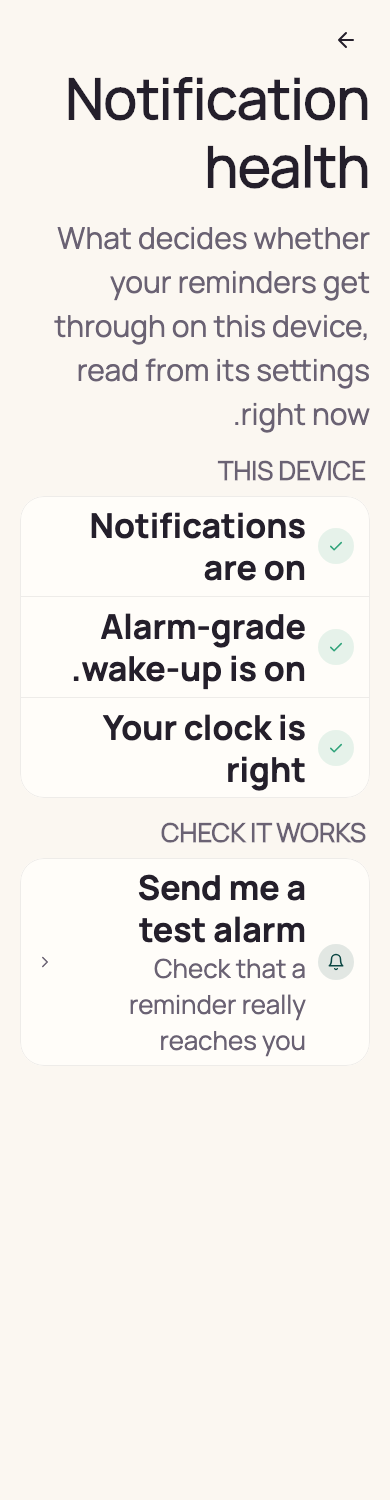 Notification
health
What decides whether
your reminders get
through on this device,
read from its settings
.right now
THIS DEVICE
Notifications
are on
Alarm-grade
.wake-up is on
Your clock is
right
CHECK IT WORKS
Send me a
test alarm
Check that a
reminder really
reaches you